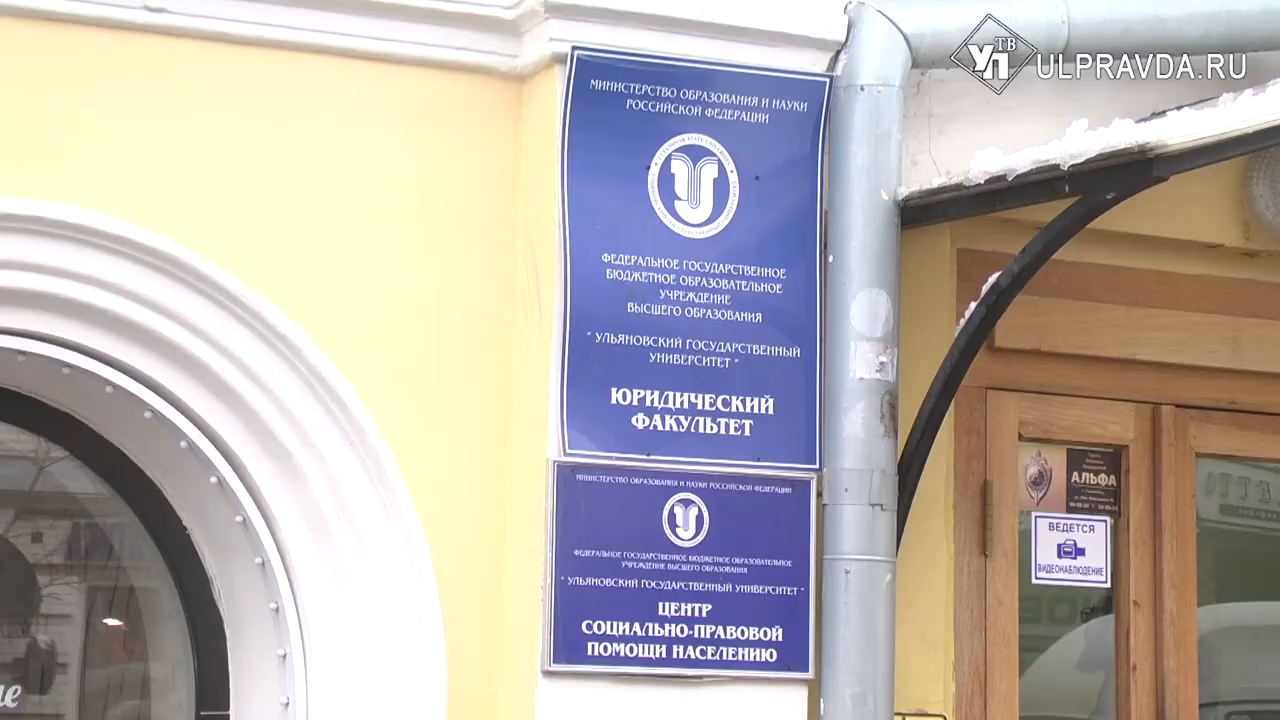 УП ТВ ULPRAVDA.RU
МИНИСТЕРСТВО ОБРАЗОВАНИЯ И НАУКИ
РОССИЙСКОЙ ФЕДЕРАЦИИ
ФЕДЕРАЛЬНОЕ ГОСУДАРСТВЕННОЕ
БЮДЖЕТНОЕ ОБРАЗОВАТЕЛЬНОЕ
УЧРЕЖДЕНИЕ
ВЫСШЕГО ОБРАЗОВАНИЯ
" УЛЬЯНОВСКИЙ ГОСУДАРСТВЕННЫЙ
УНИВЕРСИТЕТ "
ЮРИДИЧЕСКИЙ
ФАКУЛЬТЕТ
МИНИСТЕРСТВО ОБРАЗОВАНИЯ И НАУКИ РОССИЙСКОЙ ФЕДЕРАЦИИ
ФЕДЕРАЛЬНОЕ ГОСУДАРСТВЕННОЕ БЮДЖЕТНОЕ ОБРАЗОВАТЕЛЬНОЕ
УЧРЕЖДЕНИЕ ВЫСШЕГО ОБРАЗОВАНИЯ
" УЛЬЯНОВСКИЙ ГОСУДАРСТВЕННЫЙ УНИВЕРСИТЕТ "
ЦЕНТР
СОЦИАЛЬНО-ПРАВОВОЙ
ПОМОЩИ НАСЕЛЕНИЮ
АЛЬФА
ВЕДЕТСЯ
ВИДЕОНАБЛЮДЕНИЕ